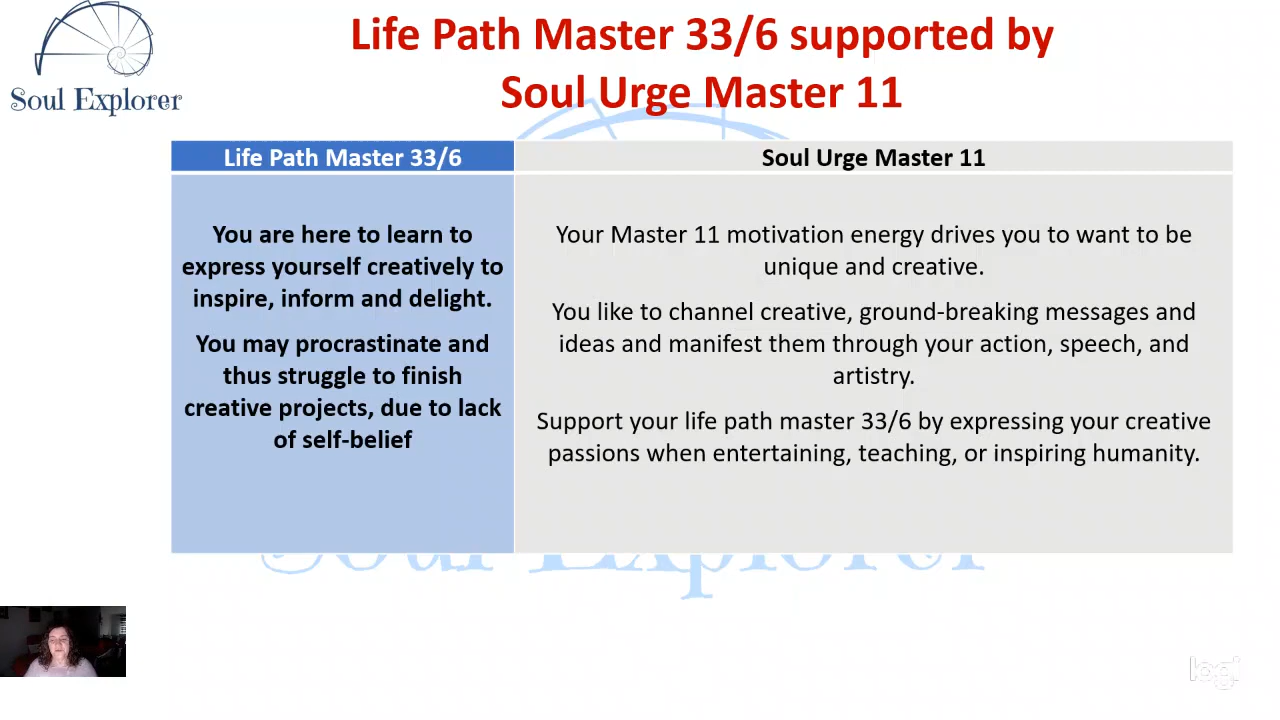 Life Path Master 33/6 supported by
Soul Urge Master 11
Soul Explorer
Life Path Master 33/6
Soul Urge Master 11
You are here to learn to
express yourself creatively to
inspire, inform and delight.
You may procrastinate and
thus struggle to finish
creative projects, due to lack
of self-belief
Your Master 11 motivation energy drives you to want to be
unique and creative.
You like to channel creative, ground-breaking messages and
ideas and manifest them through your action, speech, and
artistry.
Support your life path master 33/6 by expressing your creative
passions when entertaining, teaching, or inspiring humanity.
Soul Explorer
logi